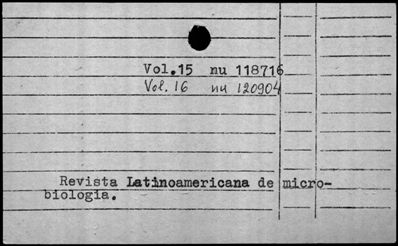 Vol.15 nu 118716
Vol. 16 nu 120904
Revista Latinoamericana de micro-
biologia.